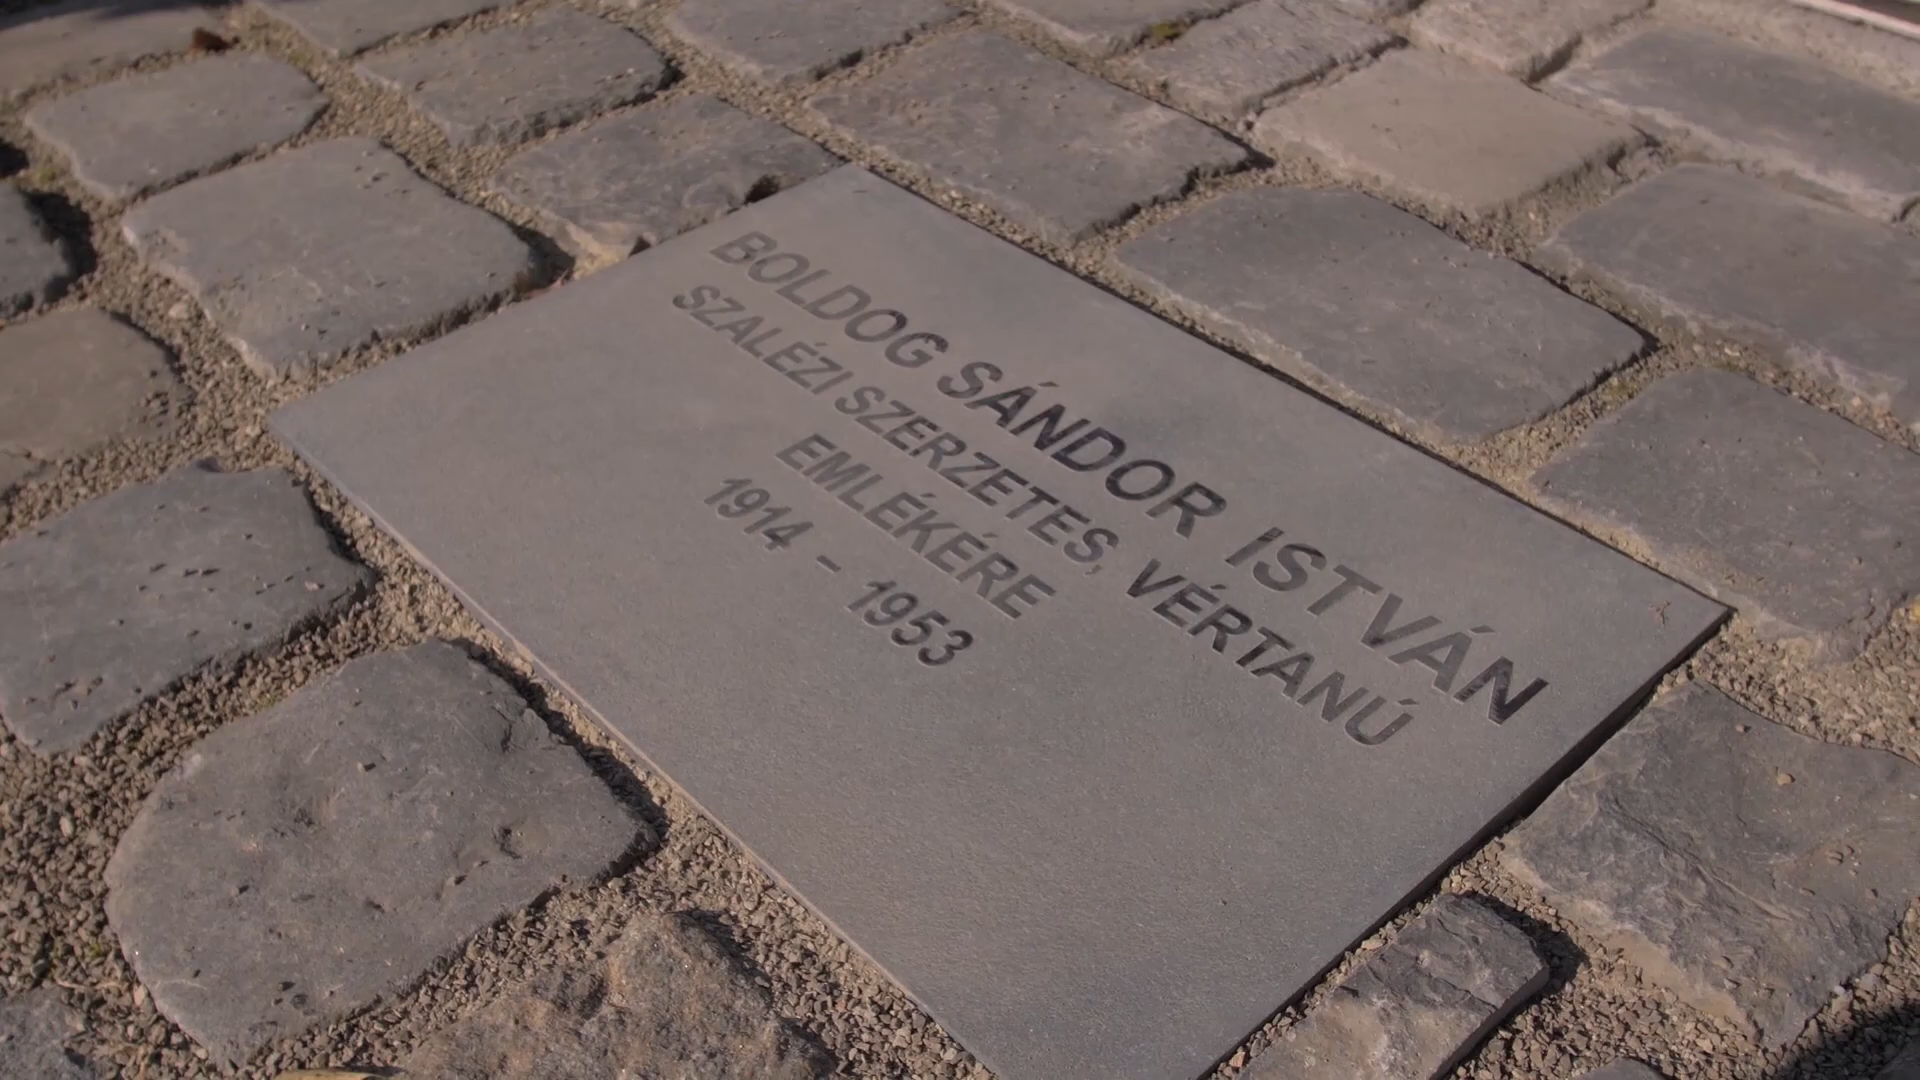 BOLDOG SÁNDOR ISTVÁN
SZALÉZI SZERZETES, VÉRTANÚ
EMLÉKÉRE
1914 – 1953